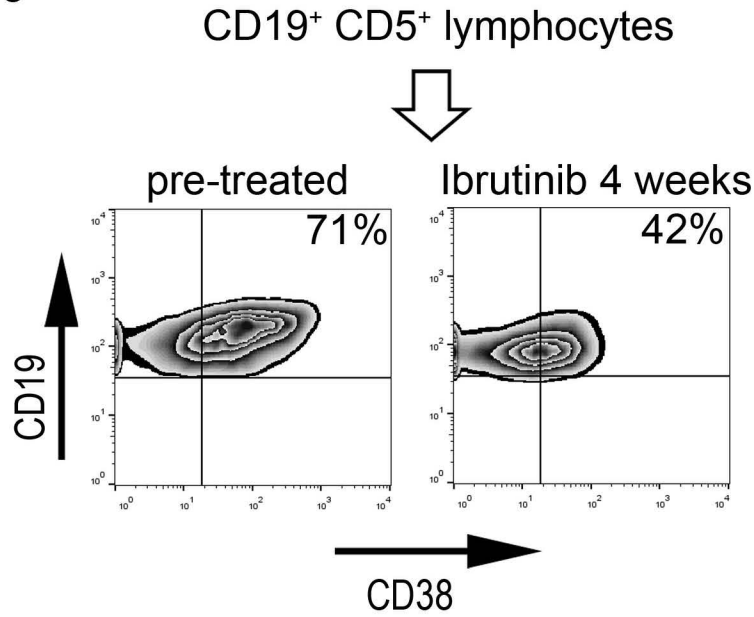 CD19⁺ CD5⁺ lymphocytes
pre-treated
Ibrutinib 4 weeks
71%
42%
10⁴
10³
10²
10¹
10⁰
10⁰ 10¹ 10² 10³ 10⁴
10⁴
10³
10²
10¹
10⁰
10⁰ 10¹ 10² 10³ 10⁴
CD19
CD38